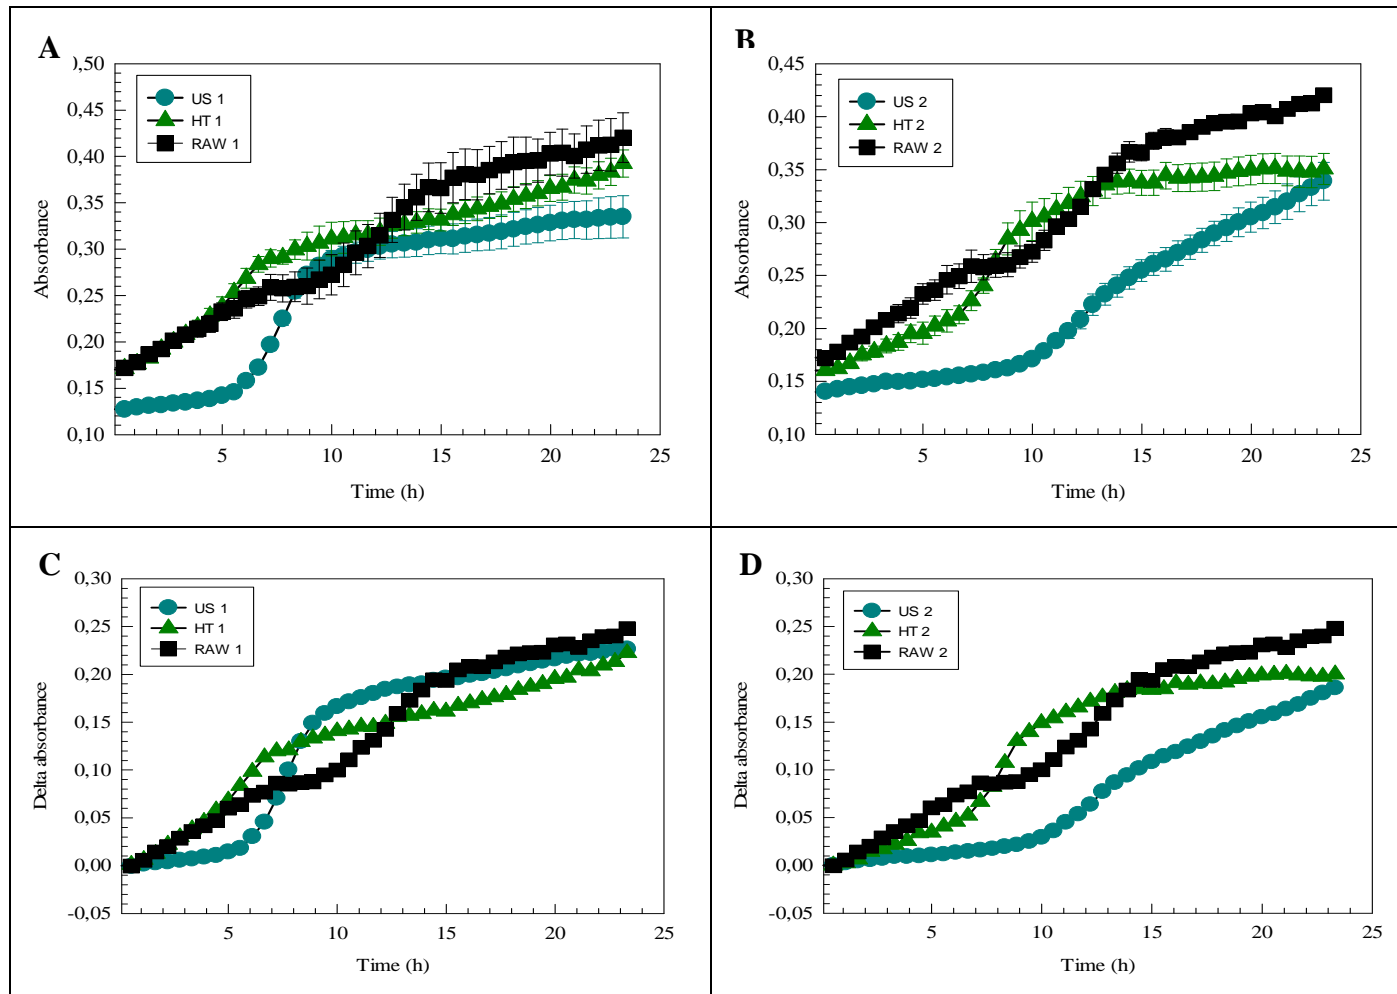 A
0,50
0,45
0,40
0,35
0,30
0,25
0,20
0,15
0,10
Absorbance
US 1
HT 1
RAW 1
5 10 15 20 25
Time (h)
B
0,45
0,40
0,35
0,30
0,25
0,20
0,15
0,10
Absorbance
US 2
HT 2
RAW 2
5 10 15 20 25
Time (h)
C
0,30
0,25
0,20
0,15
0,10
0,05
0,00
-0,05
Delta absorbance
US 1
HT 1
RAW 1
5 10 15 20 25
Time (h)
D
0,30
0,25
0,20
0,15
0,10
0,05
0,00
-0,05
Delta absorbance
US 2
HT 2
RAW 2
5 10 15 20 25
Time (h)